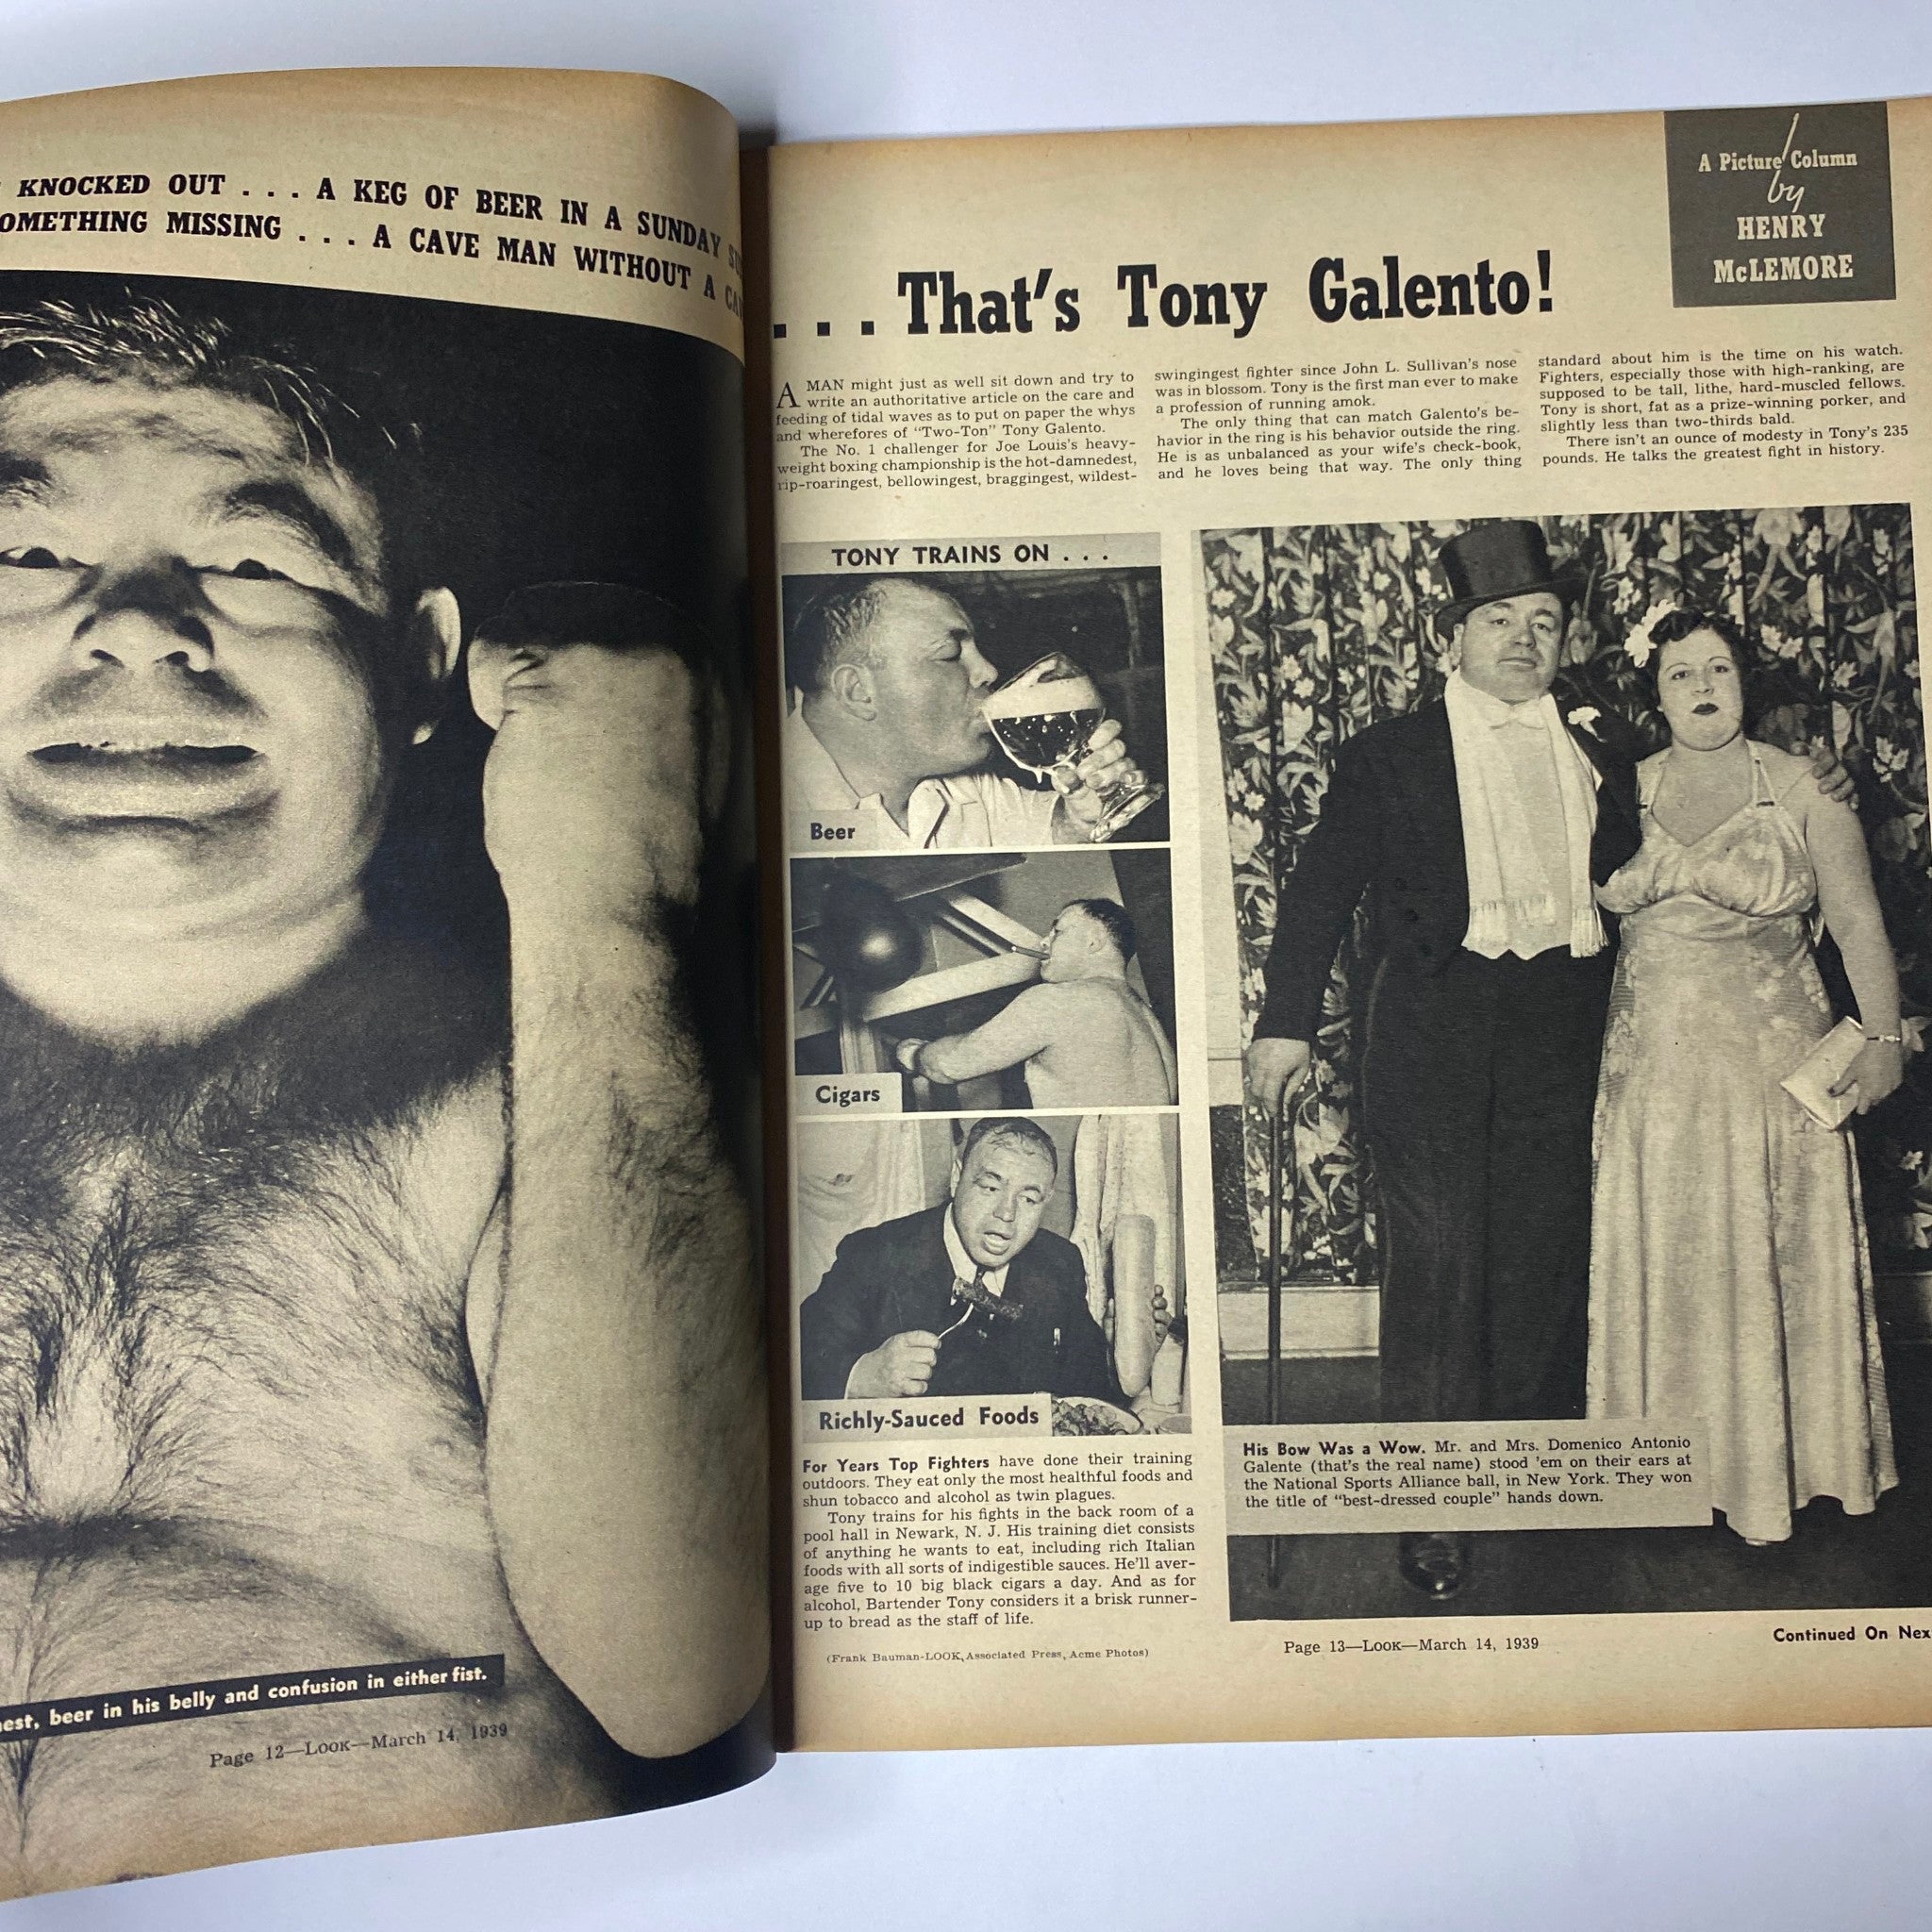 KNOCKED OUT . . . A KEG OF BEER IN A SUNDAY
SOMETHING MISSING . . . A CAVE MAN WITHOUT A
beer in his belly and confusion in either fist.
Page 12—LOOK—March 14, 1939
A Picture Column
by
HENRY
McLEMORE
. . . That's Tony Galento!
A MAN might just as well sit down and try to
write an authoritative article on the care and
feeding of tidal waves as to put on paper the whys
and wherefores of "Two-Ton" Tony Galento.
The No. 1 challenger for Joe Louis's heavy-
weight boxing championship is the hot-damnedest,
rip-roaringest, bellowingest, braggingest, wildest-
swingingest fighter since John L. Sullivan's nose
was in blossom. Tony is the first man ever to make
a profession of running amok.
The only thing that can match Galento's be-
havior in the ring is his behavior outside the ring.
He is as unbalanced as your wife's check-book,
and he loves being that way. The only thing
standard about him is the time on his watch.
Fighters, especially those with high-ranking, are
supposed to be tall, lithe, hard-muscled fellows.
Tony is short, fat as a prize-winning porker, and
slightly less than two-thirds bald.
There isn't an ounce of modesty in Tony's 235
pounds. He talks the greatest fight in history.
TONY TRAINS ON . . .
Beer
Cigars
Richly-Sauced Foods
For Years Top Fighters have done their training
outdoors. They eat only the most healthful foods and
shun tobacco and alcohol as twin plagues.
Tony trains for his fights in the back room of a
pool hall in Newark, N. J. His training diet consists
of anything he wants to eat, including rich Italian
foods with all sorts of indigestible sauces. He'll aver-
age five to 10 big black cigars a day. And as for
alcohol, Bartender Tony considers it a brisk runner-
up to bread as the staff of life.
(Frank Bauman-LOOK, Associated Press, Acme Photos)
His Bow Was a Wow. Mr. and Mrs. Domenico Antonio
Galente (that's the real name) stood 'em on their ears at
the National Sports Alliance ball, in New York. They won
the title of "best-dressed couple" hands down.
Page 13—LOOK—March 14, 1939
Continued On Nex